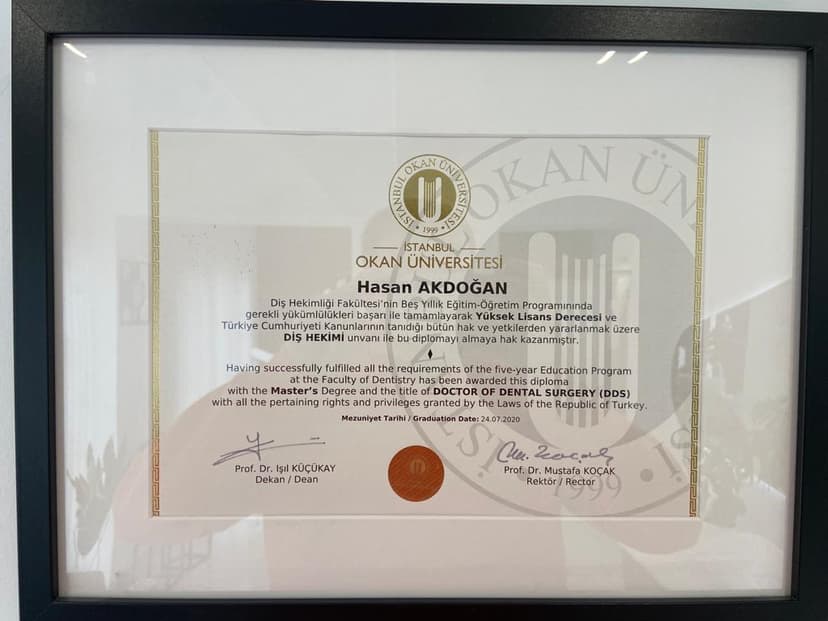 İSTANBUL OKAN ÜNİVERSİTESİ
• 1999 •
İSTANBUL
OKAN ÜNİVERSİTESİ
Hasan AKDOĞAN
Diş Hekimliği Fakültesi'nin Beş Yıllık Eğitim-Öğretim Programınında
gerekli yükümlülükleri başarı ile tamamlayarak Yüksek Lisans Derecesi ve
Türkiye Cumhuriyeti Kanunlarının tanıdığı bütün hak ve yetkilerden yararlanmak üzere
DİŞ HEKİMİ unvanı ile bu diplomayı almaya hak kazanmıştır.
Having successfully fulfilled all the requirements of the five-year Education Program
at the Faculty of Dentistry has been awarded this diploma
with the Master's Degree and the title of DOCTOR OF DENTAL SURGERY (DDS)
with all the pertaining rights and privileges granted by the Laws of the Republic of Turkey.
Mezuniyet Tarihi / Graduation Date: 24.07.2020
Prof. Dr. Işıl KÜÇÜKAY
Dekan / Dean
Prof. Dr. Mustafa KOÇAK
Rektör / Rector
OKAN ÜN
1999